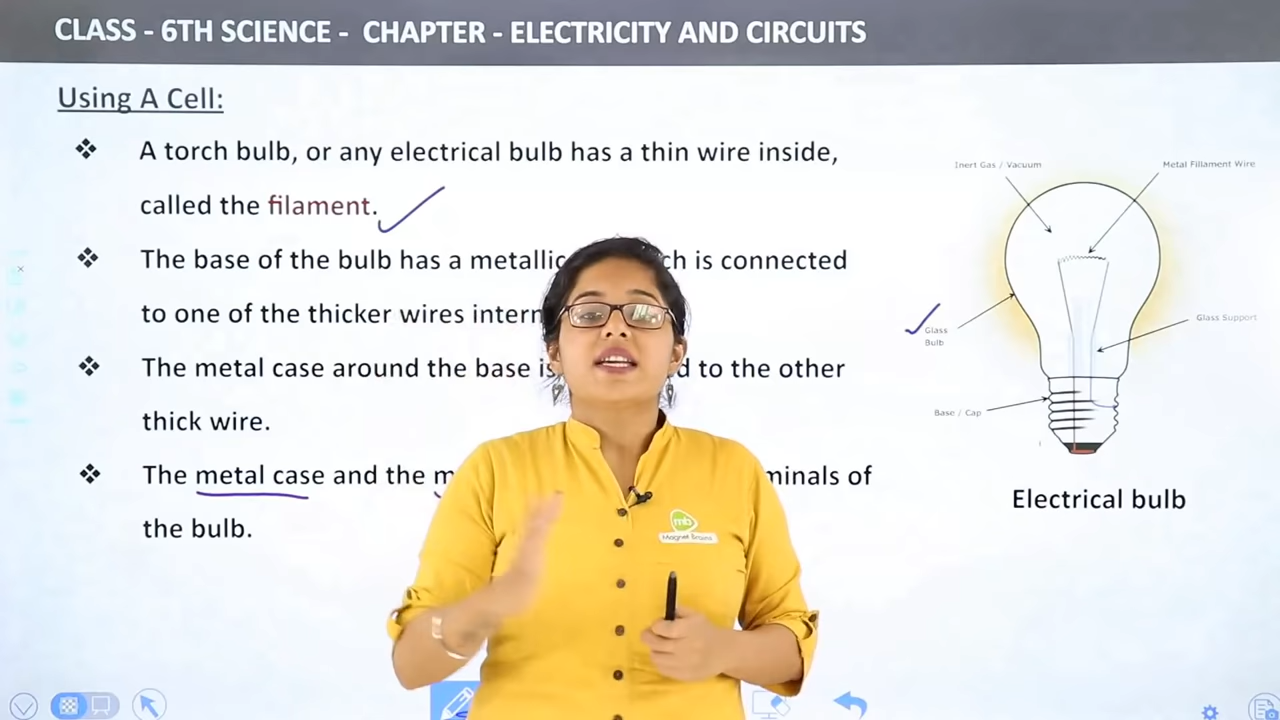 CLASS - 6TH SCIENCE - CHAPTER - ELECTRICITY AND CIRCUITS
Using A Cell:
A torch bulb, or any electrical bulb has a thin wire inside,
called the filament.
The base of the bulb has a metallic is connected
to one of the thicker wires
The metal case around the base is to the other
thick wire.
The metal case and the of
the bulb.
Inert Gas / Vacuum
Metal Fillament Wire
Glass
Bulb
Glass Support
Base / Cap
Electrical bulb
mb
Magnet Brains